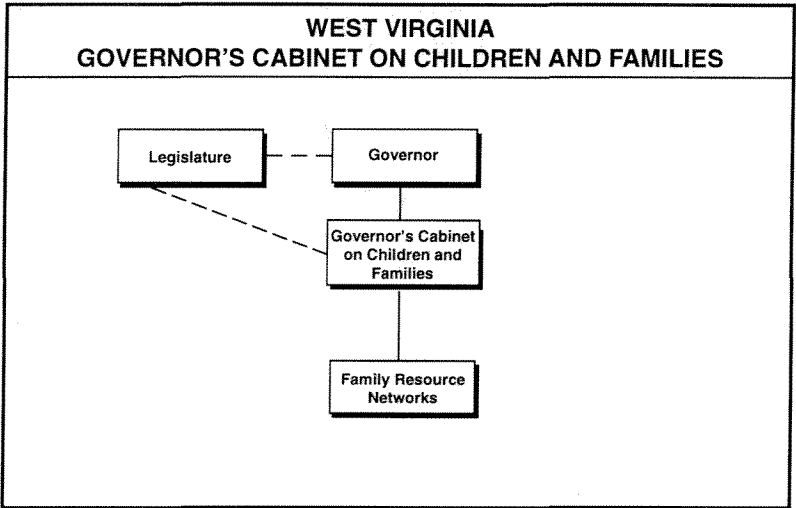 WEST VIRGINIA
GOVERNOR'S CABINET ON CHILDREN AND FAMILIES
Legislature
Governor
Governor's Cabinet
on Children and
Families
Family Resource
Networks